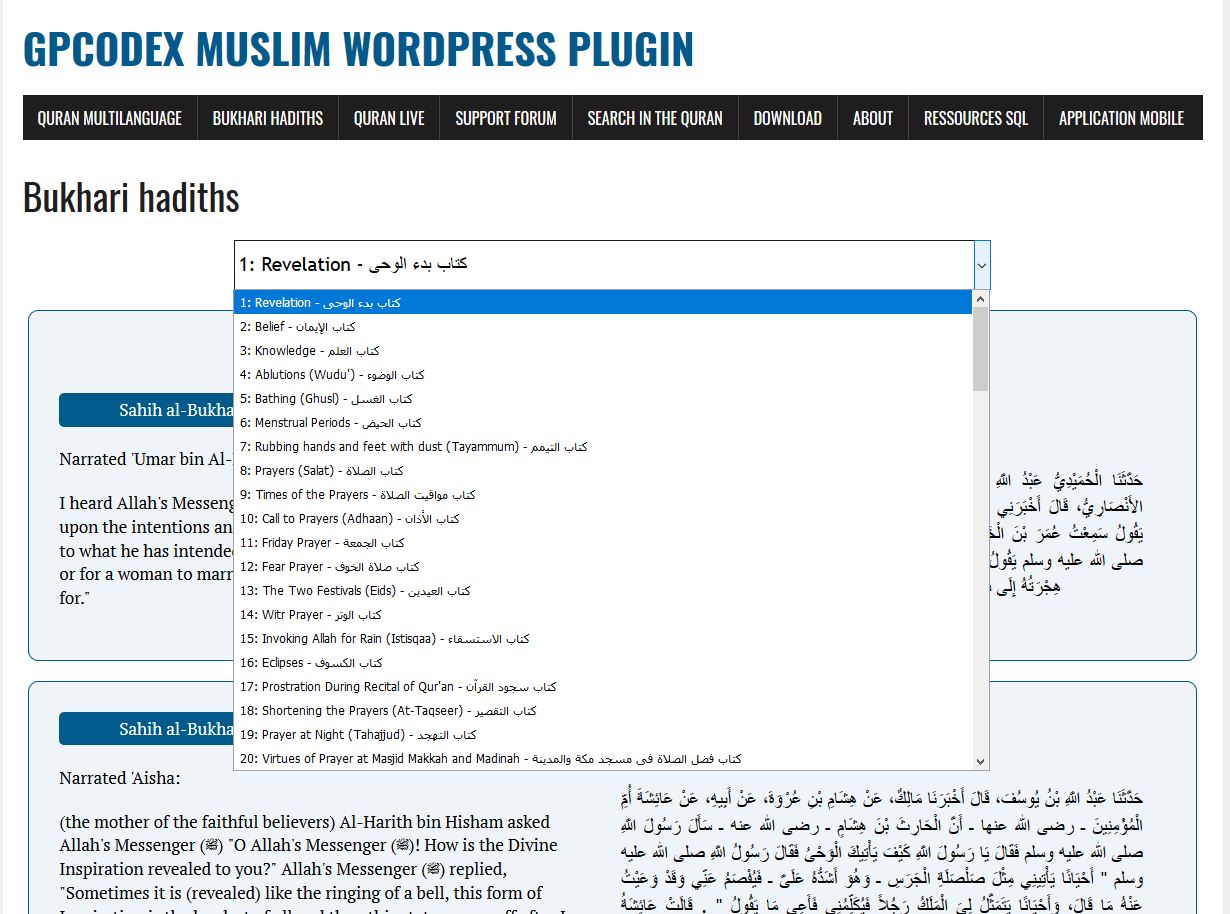 GPCODEX MUSLIM WORDPRESS PLUGIN
QURAN MULTILANGUAGE BUKHARI HADITHS QURAN LIVE SUPPORT FORUM SEARCH IN THE QURAN DOWNLOAD ABOUT RESSOURCES SQL APPLICATION MOBILE
Bukhari hadiths
1: Revelation - كتاب بدء الوحى
1: Revelation - كتاب بدء الوحى
2: Belief - كتاب الإيمان
3: Knowledge - كتاب العلم
4: Ablutions (Wudu') - كتاب الوضوء
5: Bathing (Ghusl) - كتاب الغسل
6: Menstrual Periods - كتاب الحيض
7: Rubbing hands and feet with dust (Tayammum) - كتاب التيمم
8: Prayers (Salat) - كتاب الصلاة
9: Times of the Prayers - كتاب مواقيت الصلاة
10: Call to Prayers (Adhaan) - كتاب الأذان
11: Friday Prayer - كتاب الجمعة
12: Fear Prayer - كتاب صلاة الخوف
13: The Two Festivals (Eids) - كتاب العيدين
14: Witr Prayer - كتاب الوتر
15: Invoking Allah for Rain (Istisqaa) - كتاب الاستسقاء
16: Eclipses - كتاب الكسوف
17: Prostration During Recital of Qur'an - كتاب سجود القرآن
18: Shortening the Prayers (At-Taqseer) - كتاب التقصير
19: Prayer at Night (Tahajjud) - كتاب التهجد
20: Virtues of Prayer at Masjid Makkah and Madinah - كتاب فضل الصلاة فى مسجد مكة والمدينة
Sahih al-Bukha
Narrated 'Umar bin Al-
I heard Allah's Messeng
upon the intentions an
to what he has intende
or for a woman to marr
for."
حَدَّثَنَا الْحُمَيْدِيُّ عَبْدُ اللَّهِ
الأَنْصَارِيُّ، قَالَ أَخْبَرَنِي
يَقُولُ سَمِعْتُ عُمَرَ بْنَ
صلى الله عليه وسلم يَقُولُ
هِجْرَتُهُ إِلَى
Sahih al-Bukha
Narrated 'Aisha:
(the mother of the faithful believers) Al-Harith bin Hisham asked
Allah's Messenger (ﷺ) "O Allah's Messenger (ﷺ)! How is the Divine
Inspiration revealed to you?" Allah's Messenger (ﷺ) replied,
"Sometimes it is (revealed) like the ringing of a bell, this form of
حَدَّثَنَا عَبْدُ اللَّهِ بْنُ يُوسُفَ، قَالَ أَخْبَرَنَا مَالِكٌ، عَنْ هِشَامِ بْنِ عُرْوَةَ، عَنْ أَبِيهِ، عَنْ عَائِشَةَ أُمِّ
الْمُؤْمِنِينَ ـ رضى الله عنها ـ أَنَّ الْحَارِثَ بْنَ هِشَامٍ ـ رضى الله عنه ـ سَأَلَ رَسُولَ اللَّهِ
صلى الله عليه وسلم فَقَالَ يَا رَسُولَ اللَّهِ كَيْفَ يَأْتِيكَ الْوَحْىُ فَقَالَ رَسُولُ اللَّهِ صلى الله عليه
وسلم " أَحْيَانًا يَأْتِينِي مِثْلَ صَلْصَلَةِ الْجَرَسِ ـ وَهُوَ أَشَدُّهُ عَلَىَّ ـ فَيُفْصَمُ عَنِّي وَقَدْ وَعَيْتُ
عَنْهُ مَا قَالَ، وَأَحْيَانًا يَتَمَثَّلُ لِيَ الْمَلَكُ رَجُلاً فَيُكَلِّمُنِي فَأَعِي مَا يَقُولُ " . قَالَتْ عَائِشَةُ